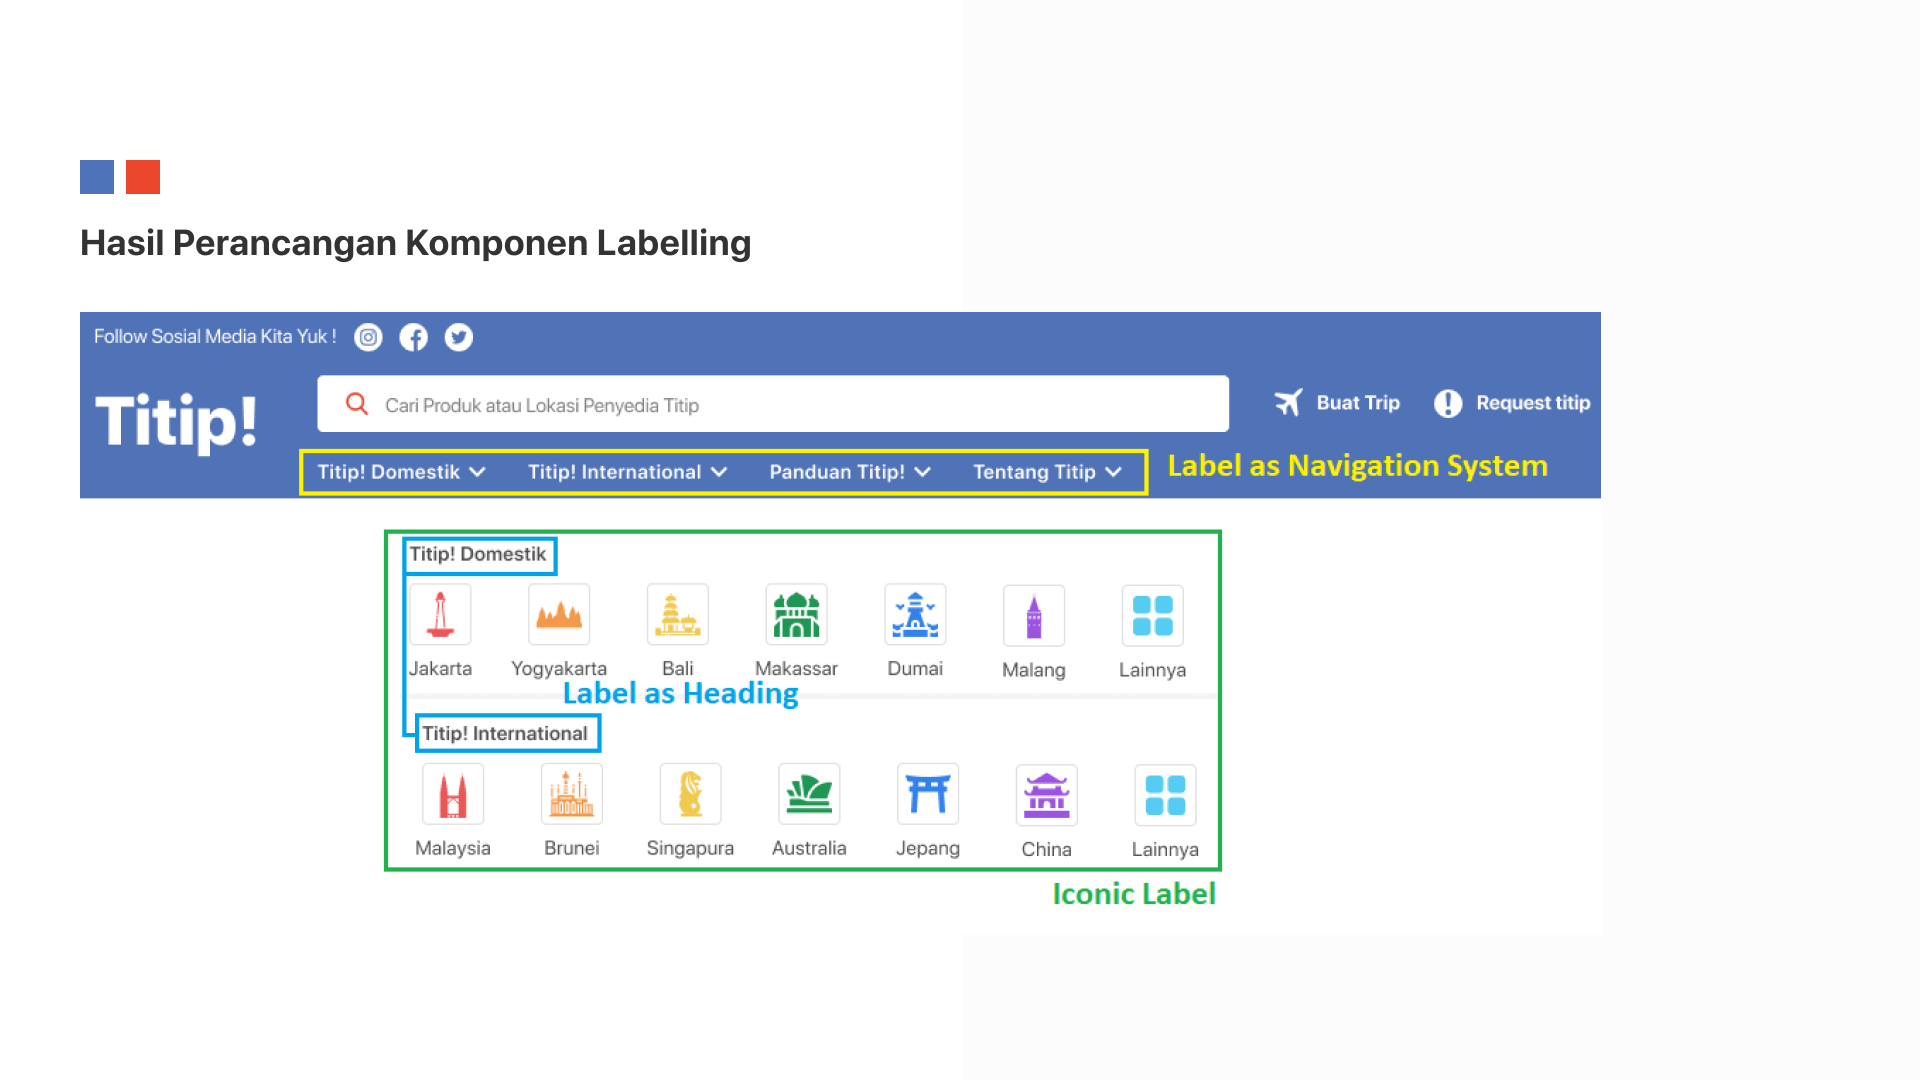 Hasil Perancangan Komponen Labelling
Follow Sosial Media Kita Yuk !
Titip!
Cari Produk atau Lokasi Penyedia Titip
Buat Trip
Request titip
Titip! Domestik
Titip! International
Panduan Titip!
Tentang Titip
Label as Navigation System
Titip! Domestik
Jakarta
Yogyakarta
Bali
Makassar
Dumai
Malang
Lainnya
Label as Heading
Titip! International
Malaysia
Brunei
Singapura
Australia
Jepang
China
Lainnya
Iconic Label